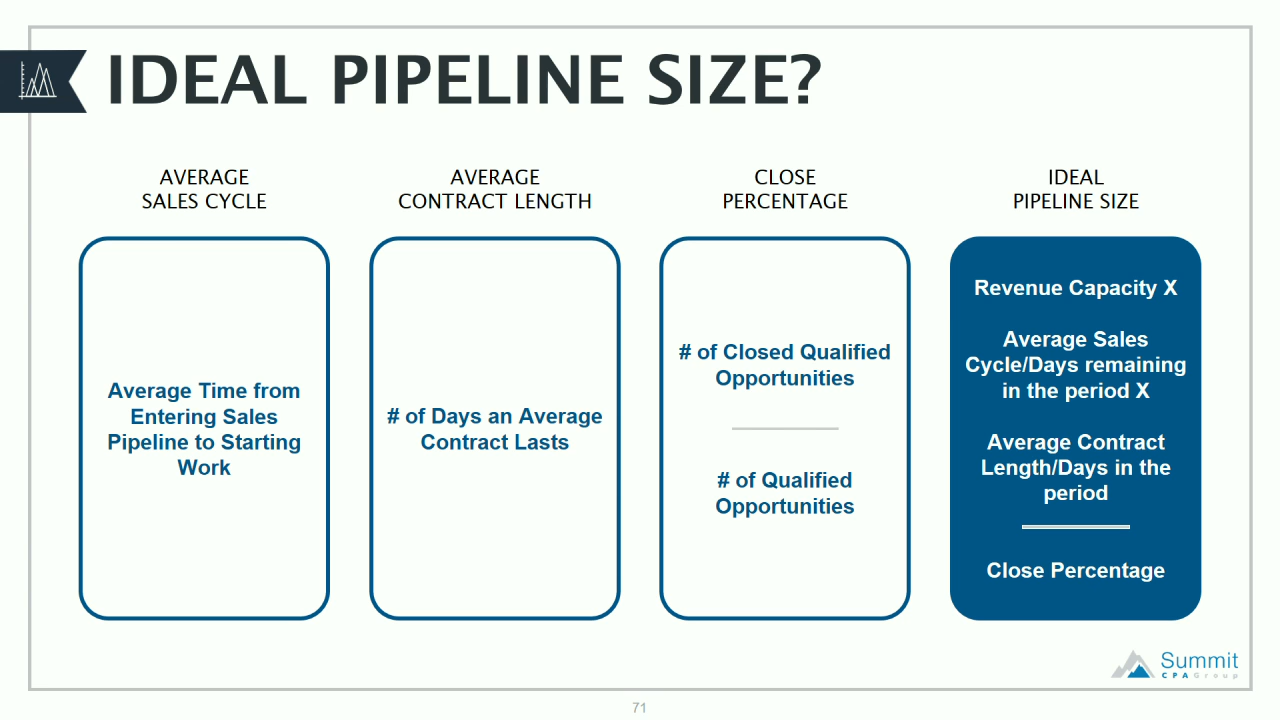 IDEAL PIPELINE SIZE?
AVERAGE
SALES CYCLE
Average Time from
Entering Sales
Pipeline to Starting
Work
AVERAGE
CONTRACT LENGTH
# of Days an Average
Contract Lasts
CLOSE
PERCENTAGE
# of Closed Qualified
Opportunities
# of Qualified
Opportunities
IDEAL
PIPELINE SIZE
Revenue Capacity X
Average Sales
Cycle/Days remaining
in the period X
Average Contract
Length/Days in the
period
Close Percentage
Summit
CPA Group
71